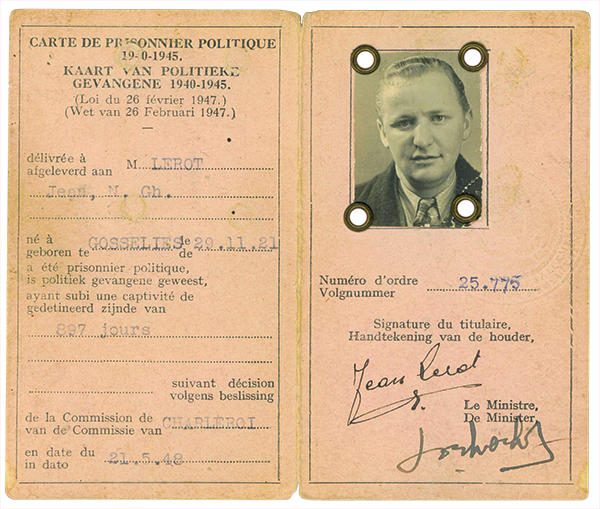 CARTE DE PRISONNIER POLITIQUE
19 0-1945.
KAART VAN POLITIEKE
GEVANGENE 1940-1945.
(Loi du 26 février 1947.)
(Wet van 26 Februari 1947.)
délivrée à
afgeleverd aan M. LEROT
Jean, N. Gh.
né à GOSSELIES le 29.11.21
geboren te de
a été prisonnier politique,
is politiek gevangene geweest,
ayant subi une captivité de
gedetineerd zijnde van
897 jours
suivant décision
volgens beslissing
de la Commission de CHARLEROI
van de Commissie van
en date du 21.5.48
in dato
Numéro d'ordre 25.775
Volgnummer
Signature du titulaire,
Handtekening van de houder,
Jean Lerot
Le Ministre,
De Minister,